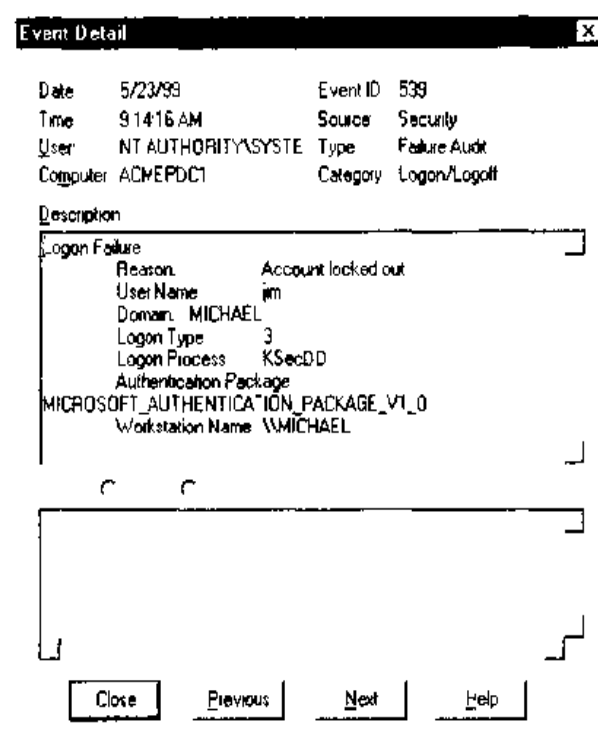 Event Detail
Date 5/23/99 Event ID 539
Time 9 14 16 AM Source Security
User NT AUTHORITY\SYSTE Type Failure Audit
Computer ACMEPDC1 Category Logon/Logoff
Description
Logon Failure
Reason. Account locked out
User Name jim
Domain. MICHAEL
Logon Type 3
Logon Process KSecDD
Authentication Package
MICROSOFT_AUTHENTICATION_PACKAGE_V1_0
Workstation Name \\MICHAEL
Close Previous Next Help